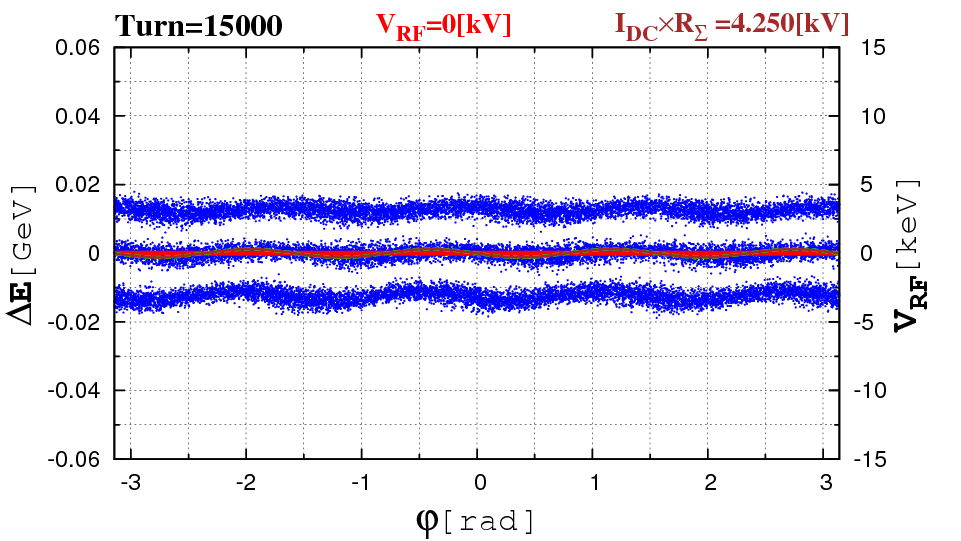 Turn=15000 V_RF=0[kV] I_DC×R_Σ =4.250[kV]
0.06 15
0.04 10
0.02 5
0 0
-0.02 -5
-0.04 -10
-0.06 -15
ΔE[GeV]
V_RF[keV]
-3 -2 -1 0 1 2 3
φ[rad]